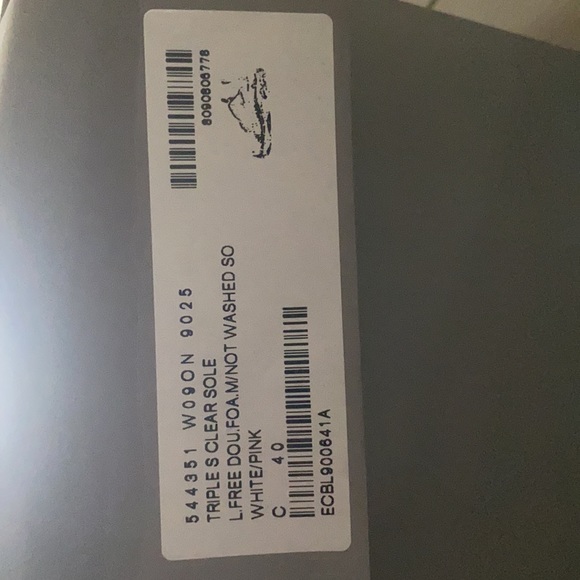 544351 W09ON 9025
TRIPLE S CLEAR SOLE
L.FREE DOU.FOA.M/NOT WASHED SO
WHITE/PINK
C 40
ECBL900641A
8090806778